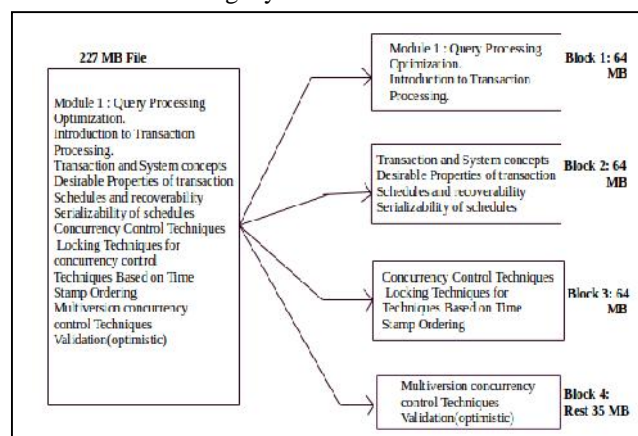 227 MB File
Module 1 : Query Processing
Optimization.
Introduction to Transaction
Processing.
Transaction and System concepts
Desirable Properties of transaction
Schedules and recoverability
Serializability of schedules
Concurrency Control Techniques
Locking Techniques for
concurrency control
Techniques Based on Time
Stamp Ordering
Multiversion concurrency
control Techniques
Validation(optimistic)
Module 1 : Query Processing
Optimization.
Introduction to Transaction
Processing.
Block 1: 64
MB
Transaction and System concepts
Desirable Properties of transaction
Schedules and recoverability
Serializability of schedules
Block 2: 64
MB
Concurrency Control Techniques
Locking Techniques for
Techniques Based on Time
Stamp Ordering
Block 3: 64
MB
Multiversion concurrency
control Techniques
Validation(optimistic)
Block 4:
Rest 35 MB